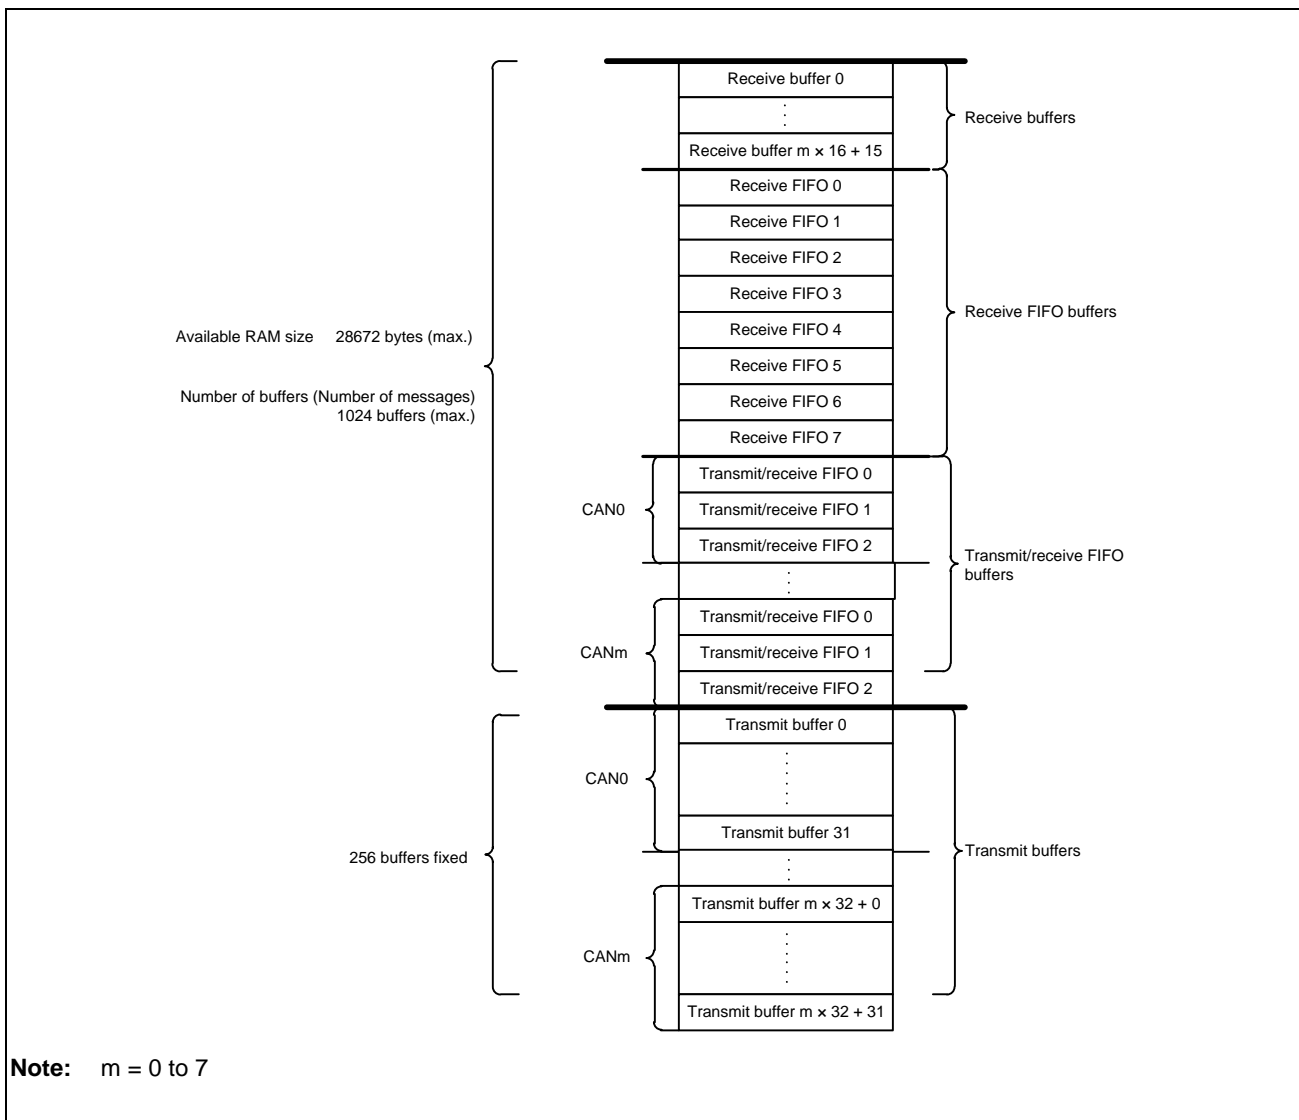 Receive buffer 0
Receive buffers
Receive buffer m × 16 + 15
Receive FIFO 0
Receive FIFO 1
Receive FIFO 2
Receive FIFO 3
Receive FIFO buffers
Available RAM size 28672 bytes (max.)
Receive FIFO 4
Receive FIFO 5
Number of buffers (Number of messages)
1024 buffers (max.)
Receive FIFO 6
Receive FIFO 7
Transmit/receive FIFO 0
CAN0
Transmit/receive FIFO 1
Transmit/receive FIFO 2
Transmit/receive FIFO
buffers
Transmit/receive FIFO 0
CANm
Transmit/receive FIFO 1
Transmit/receive FIFO 2
Transmit buffer 0
CAN0
Transmit buffer 31
256 buffers fixed
Transmit buffers
Transmit buffer m × 32 + 0
CANm
Transmit buffer m × 32 + 31
Note: m = 0 to 7